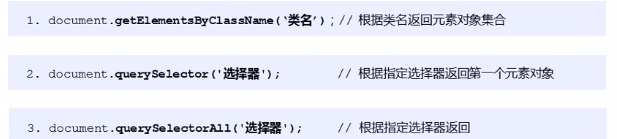 1. document.getElementsByClassName(‘类名’)；// 根据类名返回元素对象集合
2. document.querySelector('选择器'); // 根据指定选择器返回第一个元素对象
3. document.querySelectorAll('选择器'); // 根据指定选择器返回